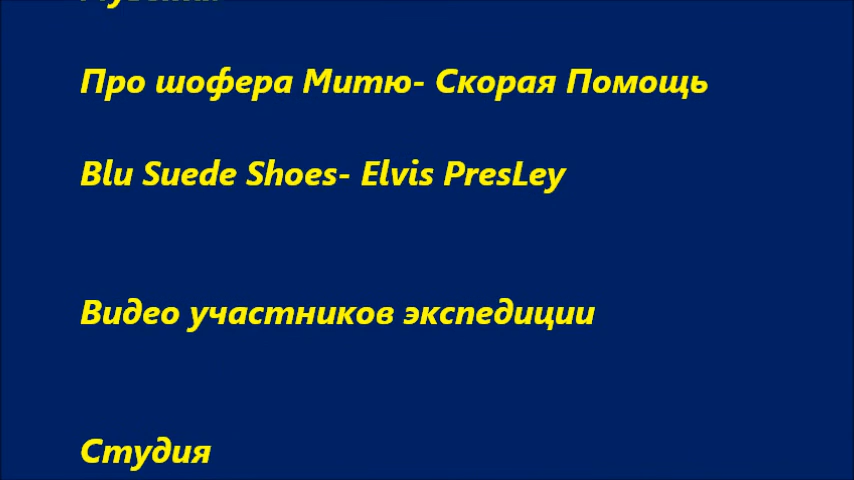 Про шофера Митю- Скорая Помощь
Blu Suede Shoes- Elvis PresLey
Видео участников экспедиции
Студия